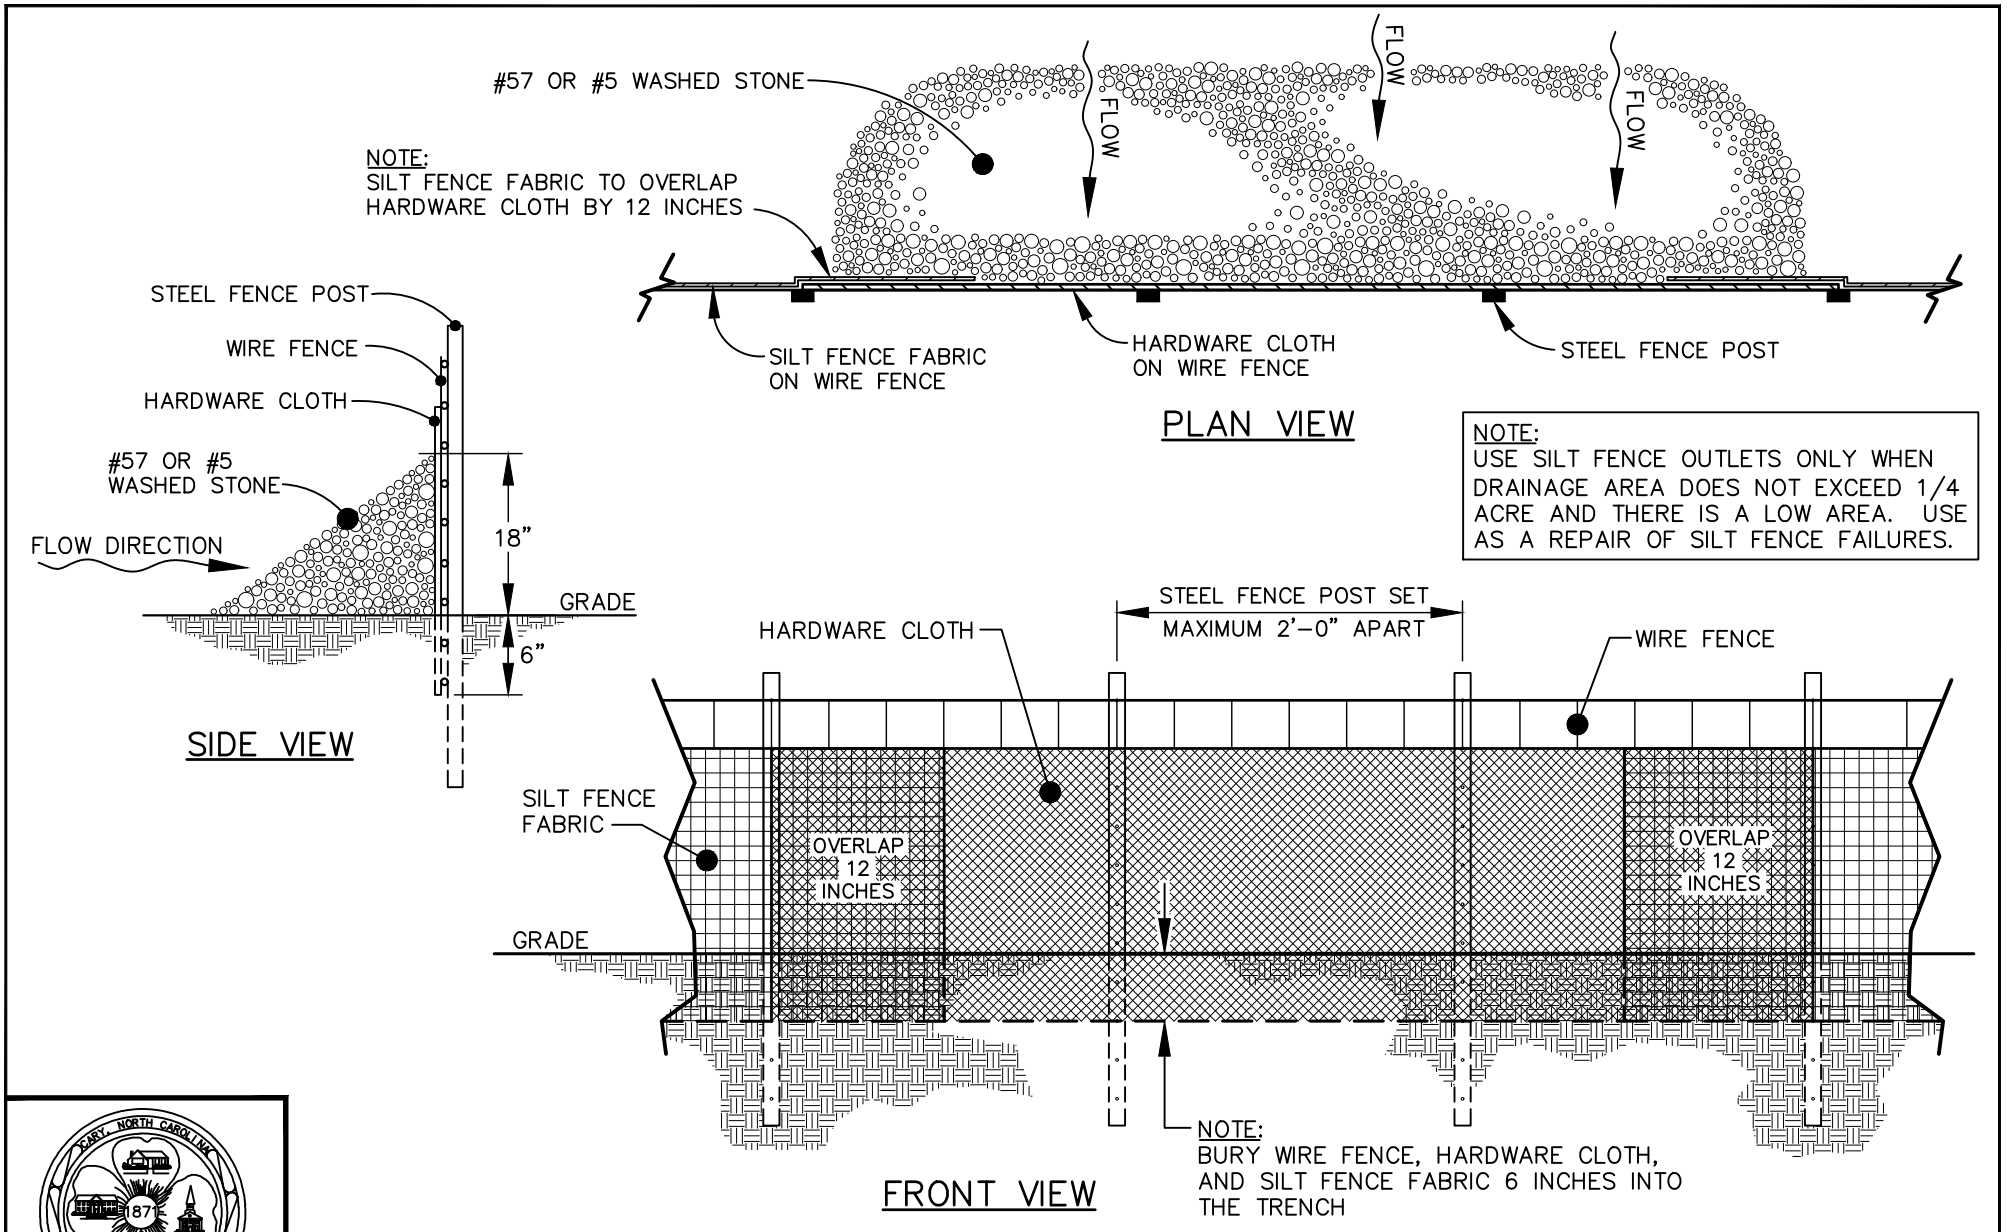 #57 OR #5 WASHED STONE
FLOW
FLOW
FLOW
NOTE:
SILT FENCE FABRIC TO OVERLAP
HARDWARE CLOTH BY 12 INCHES
SILT FENCE FABRIC
ON WIRE FENCE
HARDWARE CLOTH
ON WIRE FENCE
STEEL FENCE POST
PLAN VIEW
STEEL FENCE POST
WIRE FENCE
HARDWARE CLOTH
#57 OR #5
WASHED STONE
FLOW DIRECTION
18"
GRADE
6"
SIDE VIEW
NOTE:
USE SILT FENCE OUTLETS ONLY WHEN
DRAINAGE AREA DOES NOT EXCEED 1/4
ACRE AND THERE IS A LOW AREA.  USE
AS A REPAIR OF SILT FENCE FAILURES.
STEEL FENCE POST SET
MAXIMUM 2'-0" APART
HARDWARE CLOTH
WIRE FENCE
SILT FENCE
FABRIC
OVERLAP
12
INCHES
OVERLAP
12
INCHES
GRADE
NOTE:
BURY WIRE FENCE, HARDWARE CLOTH,
AND SILT FENCE FABRIC 6 INCHES INTO
THE TRENCH
FRONT VIEW
CARY, NORTH CAROLINA
1871